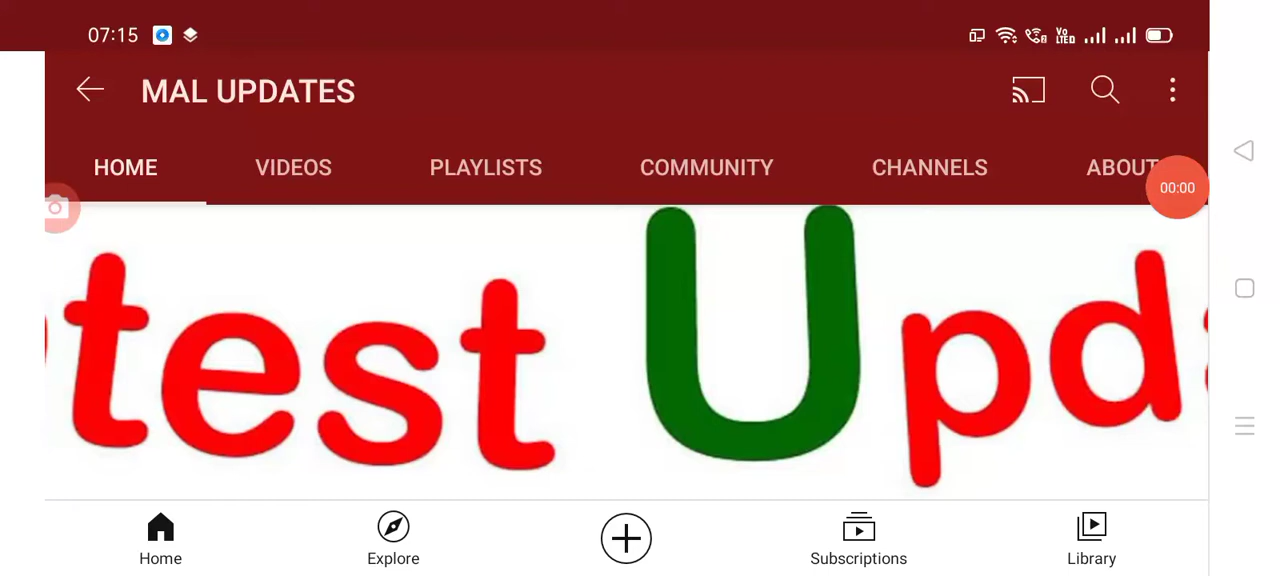 07:15
MAL UPDATES
HOME VIDEOS PLAYLISTS COMMUNITY CHANNELS ABOUT
00:00
test Upd
Home Explore Subscriptions Library